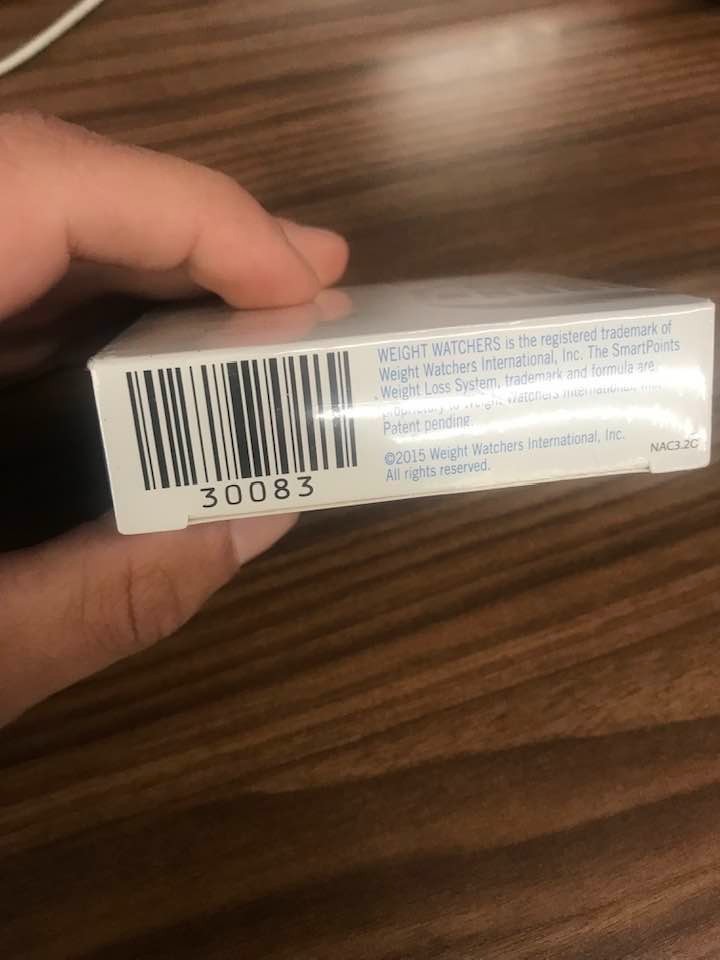 WEIGHT WATCHERS is the registered trademark of
Weight Watchers International, Inc. The SmartPoints
Weight Loss System, trademark and formula are
proprietary to Weight Watchers International, Inc.
Patent pending.
©2015 Weight Watchers International, Inc.
All rights reserved.
NAC3.2C
30083